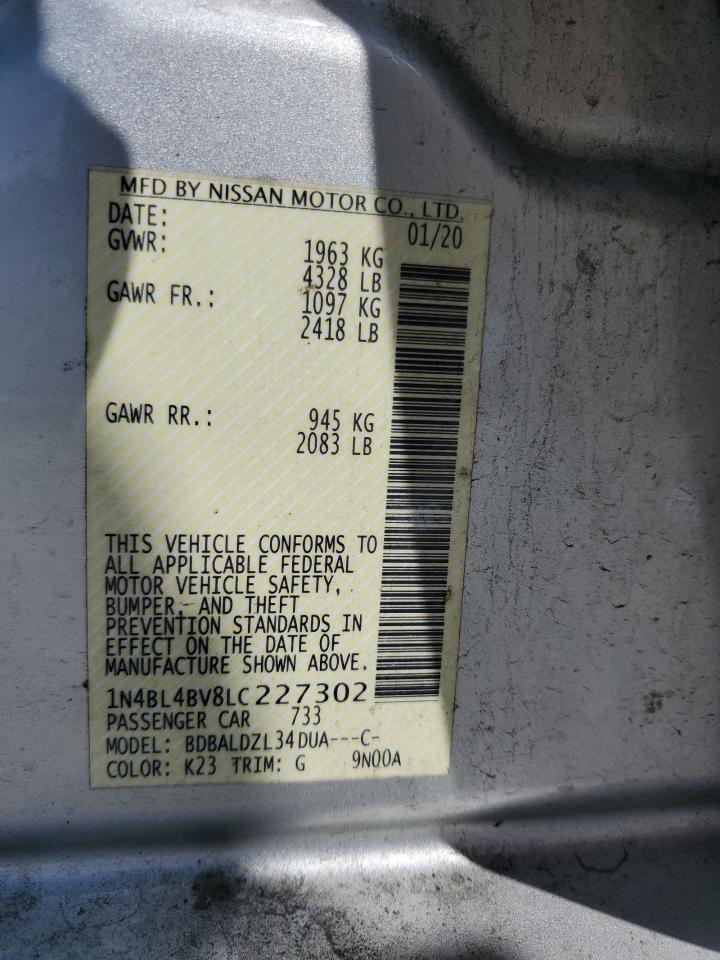 MFD BY NISSAN MOTOR CO., LTD.
DATE: 01/20
GVWR: 1963 KG
4328 LB
GAWR FR.: 1097 KG
2418 LB
GAWR RR.: 945 KG
2083 LB
THIS VEHICLE CONFORMS TO
ALL APPLICABLE FEDERAL
MOTOR VEHICLE SAFETY,
BUMPER, AND THEFT
PREVENTION STANDARDS IN
EFFECT ON THE DATE OF
MANUFACTURE SHOWN ABOVE.
1N4BL4BV8LC227302
PASSENGER CAR 733
MODEL: BDBALDZL34DUA---C-
COLOR: K23 TRIM: G 9N00A